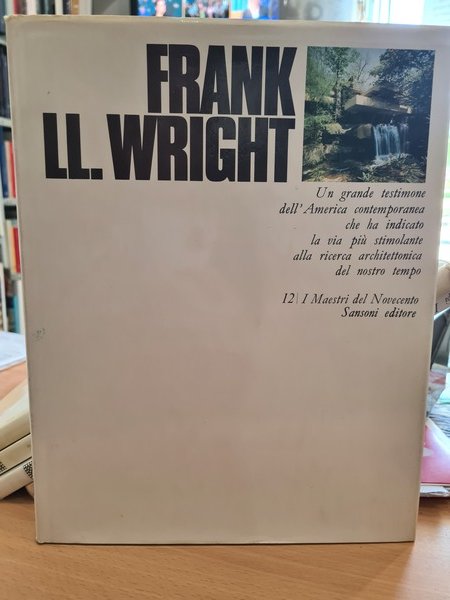 FRANK
LL. WRIGHT
Un grande testimone
dell'America contemporanea
che ha indicato
la via più stimolante
alla ricerca architettonica
del nostro tempo
12 | I Maestri del Novecento
Sansoni editore